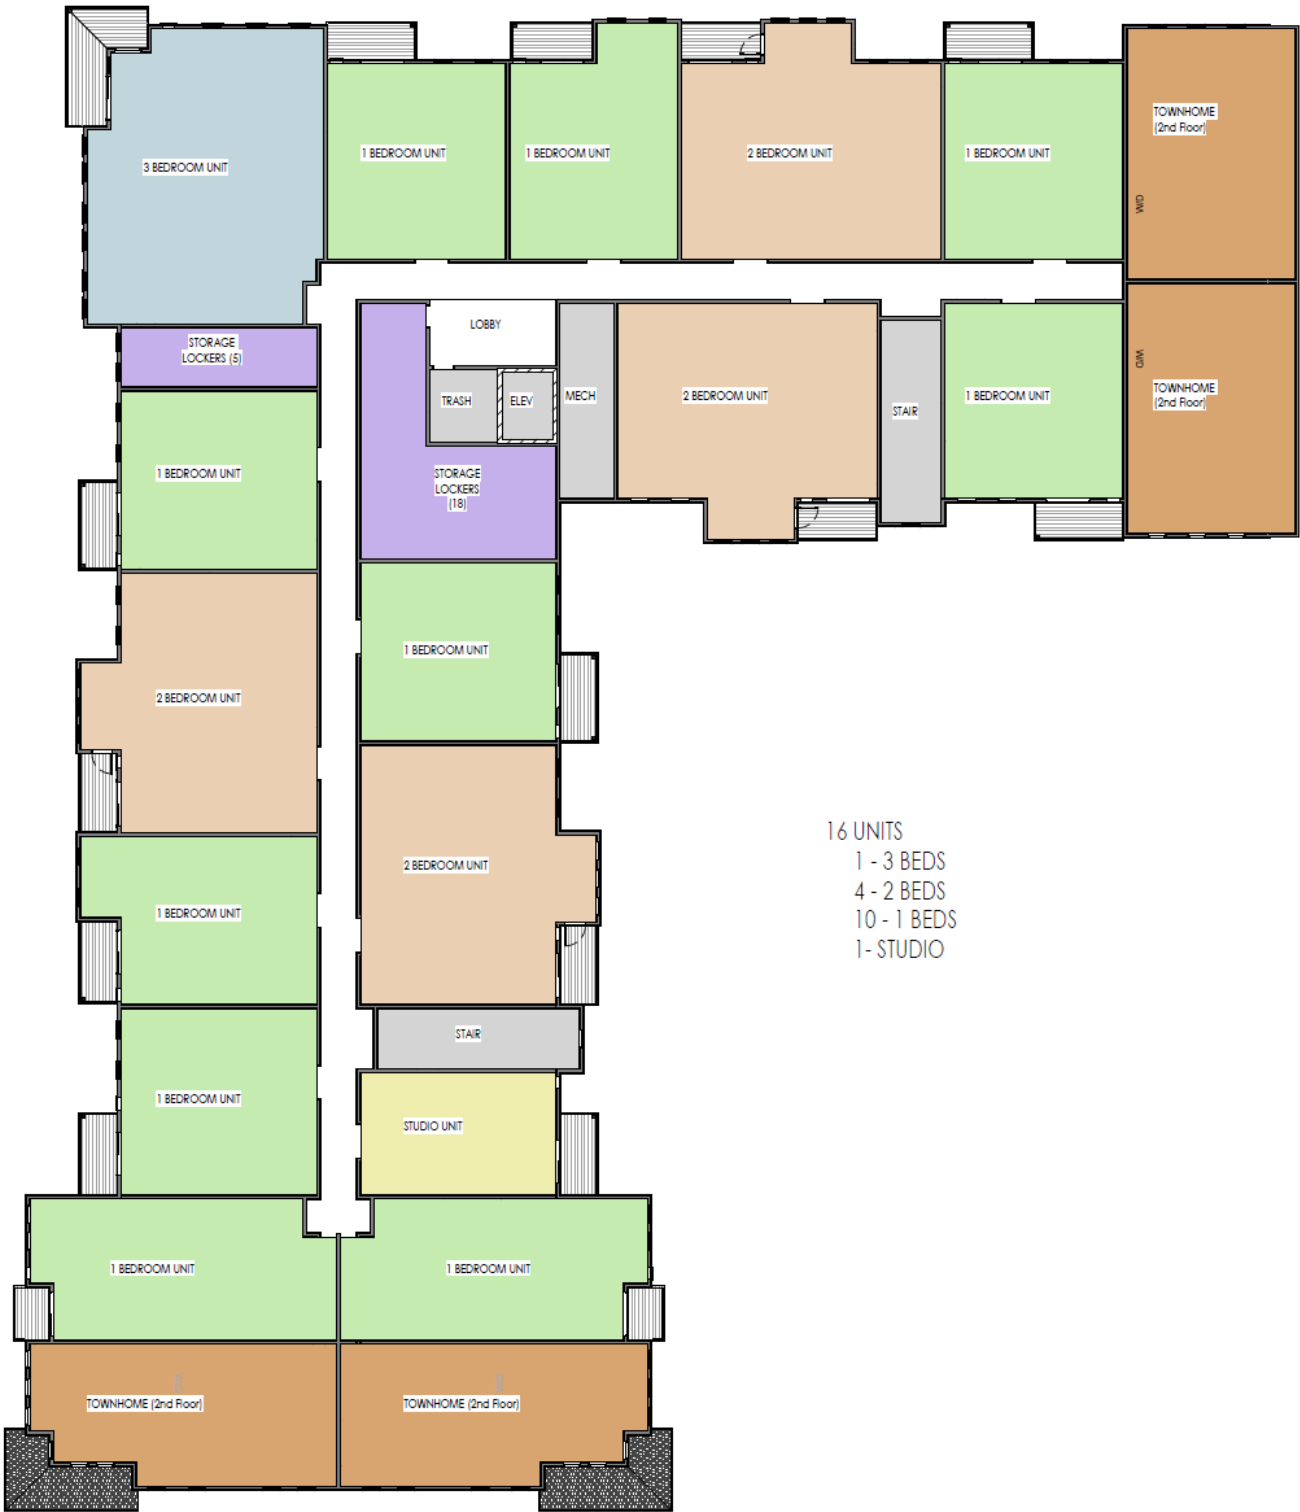 TOWNHOME
(2nd Floor)
1 BEDROOM UNIT
1 BEDROOM UNIT
2 BEDROOM UNIT
1 BEDROOM UNIT
3 BEDROOM UNIT
W/D
LOBBY
STORAGE
LOCKERS (5)
W/D
TOWNHOME
(2nd Floor)
MECH
2 BEDROOM UNIT
1 BEDROOM UNIT
TRASH
ELEV
STAIR
1 BEDROOM UNIT
STORAGE
LOCKERS
(18)
1 BEDROOM UNIT
2 BEDROOM UNIT
16 UNITS
1 - 3 BEDS
4 - 2 BEDS
10 - 1 BEDS
1- STUDIO
2 BEDROOM UNIT
1 BEDROOM UNIT
STAIR
1 BEDROOM UNIT
STUDIO UNIT
1 BEDROOM UNIT
1 BEDROOM UNIT
TOWNHOME (2nd Floor)
TOWNHOME (2nd Floor)